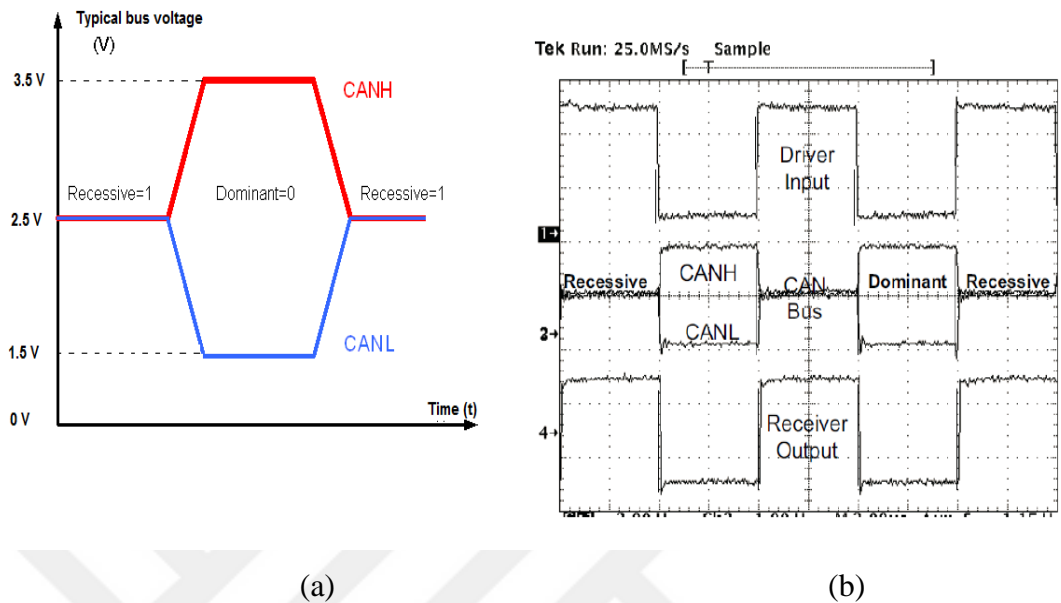 Typical bus voltage
(V)
3.5 V
CANH
Recessive=1
Dominant=0
Recessive=1
2.5 V
1.5 V
CANL
0 V
Time (t)
(a)
Tek Run: 25.0MS/s Sample
[ T ]
Driver
Input
1
Recessive
CANH
CAN
Bus
Dominant
Recessive
CANL
Receiver
Output
4
(b)